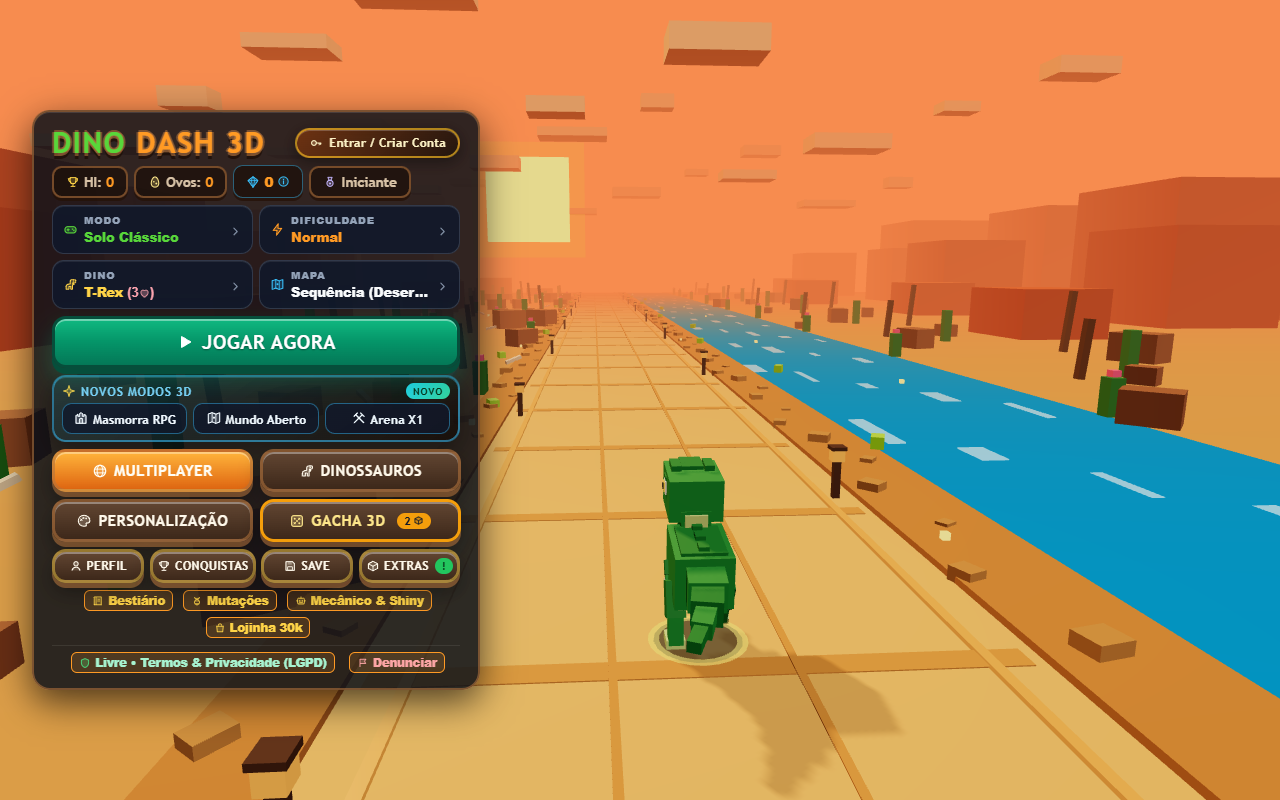 DINO DASH 3D
Entrar / Criar Conta
HI: 0
Ovos: 0
0
Iniciante
MODO
Solo Clássico
DIFICULDADE
Normal
DINO
T-Rex (3♡)
MAPA
Sequência (Deser...
JOGAR AGORA
NOVOS MODOS 3D
NOVO
Masmorra RPG
Mundo Aberto
Arena X1
MULTIPLAYER
DINOSSAUROS
PERSONALIZAÇÃO
GACHA 3D
2
PERFIL
CONQUISTAS
SAVE
EXTRAS
!
Bestiário
Mutações
Mecânico & Shiny
Lojinha 30k
Livre • Termos & Privacidade (LGPD)
Denunciar